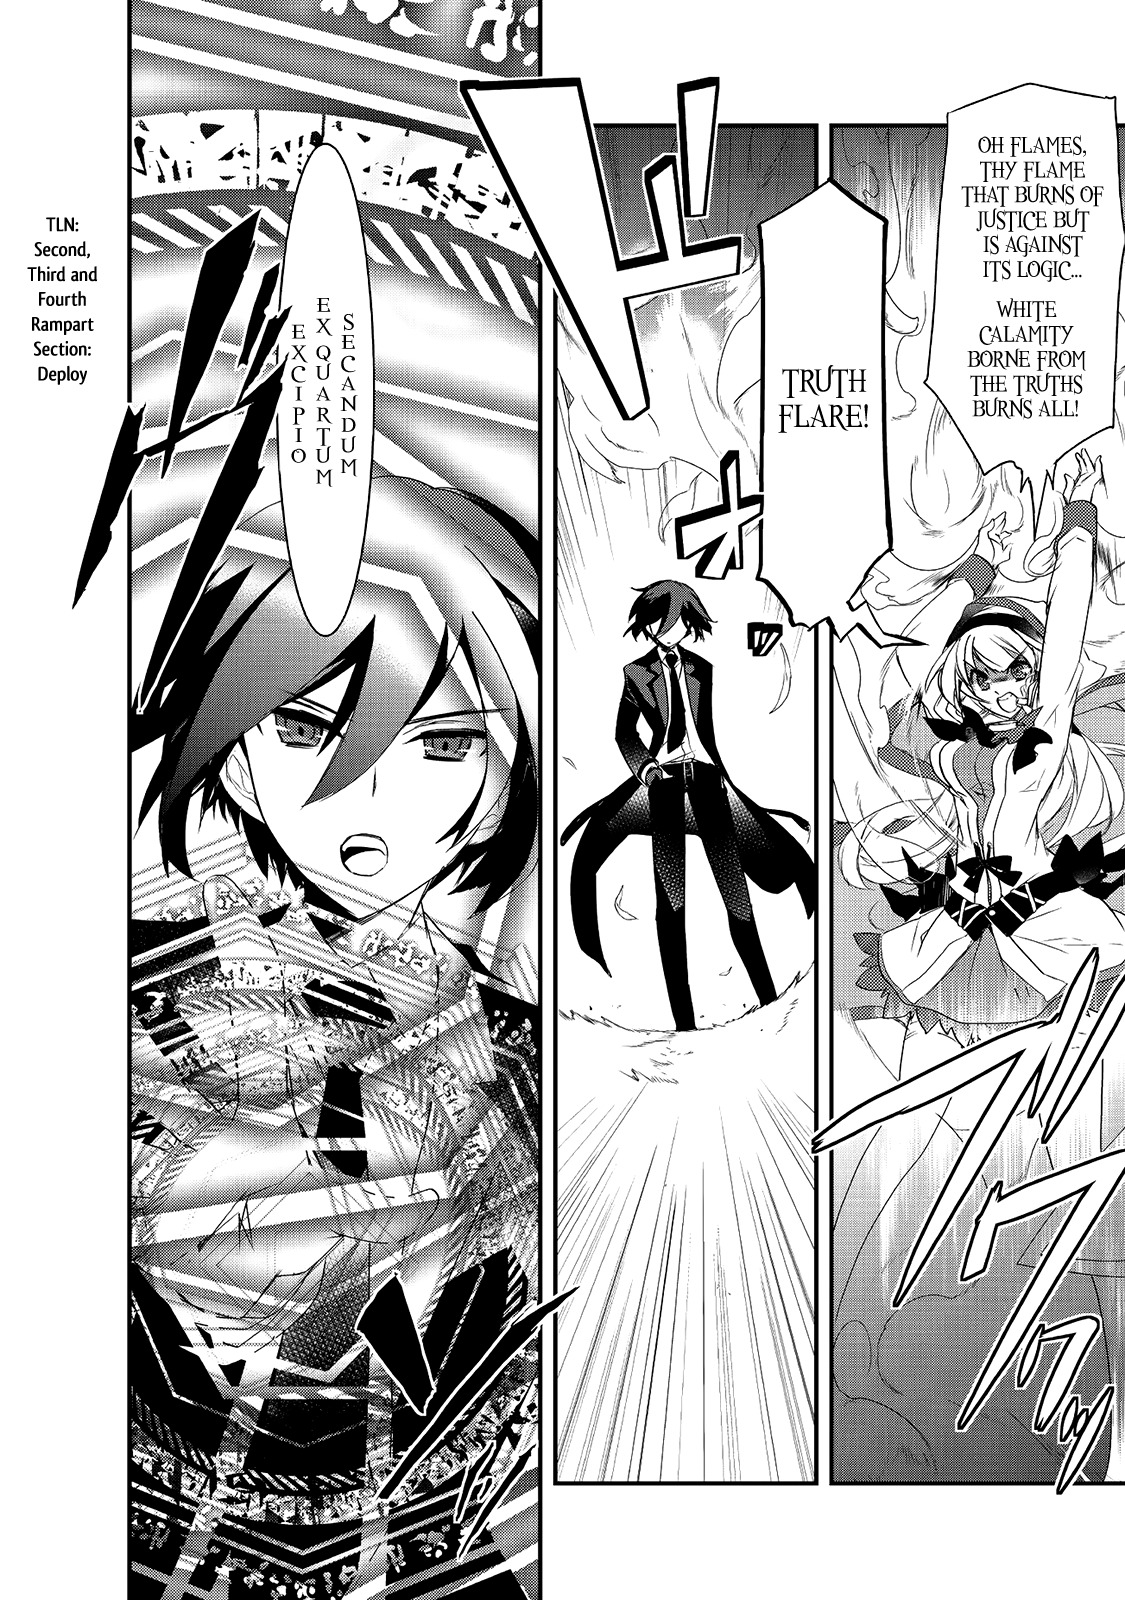 OH FLAMES,
THY FLAME
THAT BURNS OF
JUSTICE BUT
IS AGAINST
ITS LOGIC...
WHITE
CALAMITY
BORNE FROM
THE TRUTHS
BURNS ALL!
TRUTH
FLARE!
SECANDUM
EX QUARTUM
EXCIPIO
TLN:
Second,
Third and
Fourth
Rampart
Section:
Deploy